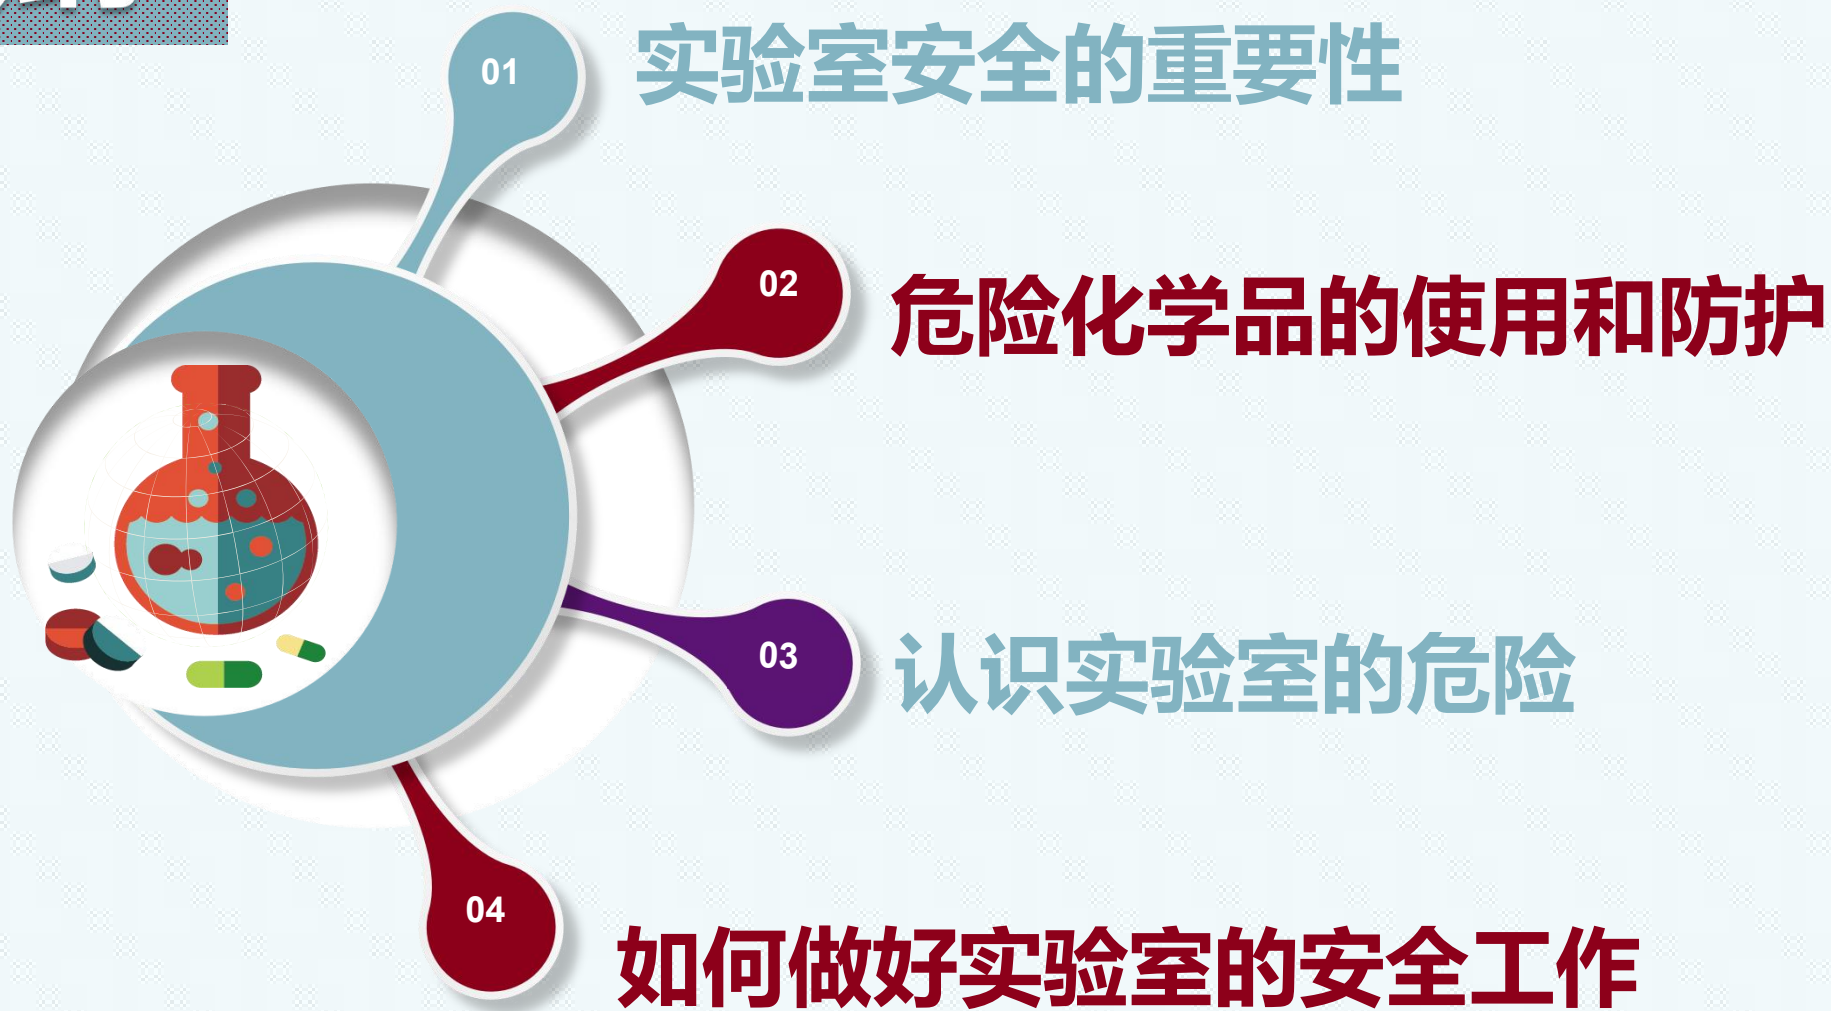 01
实验室安全的重要性
02
危险化学品的使用和防护
03
认识实验室的危险
04
如何做好实验室的安全工作